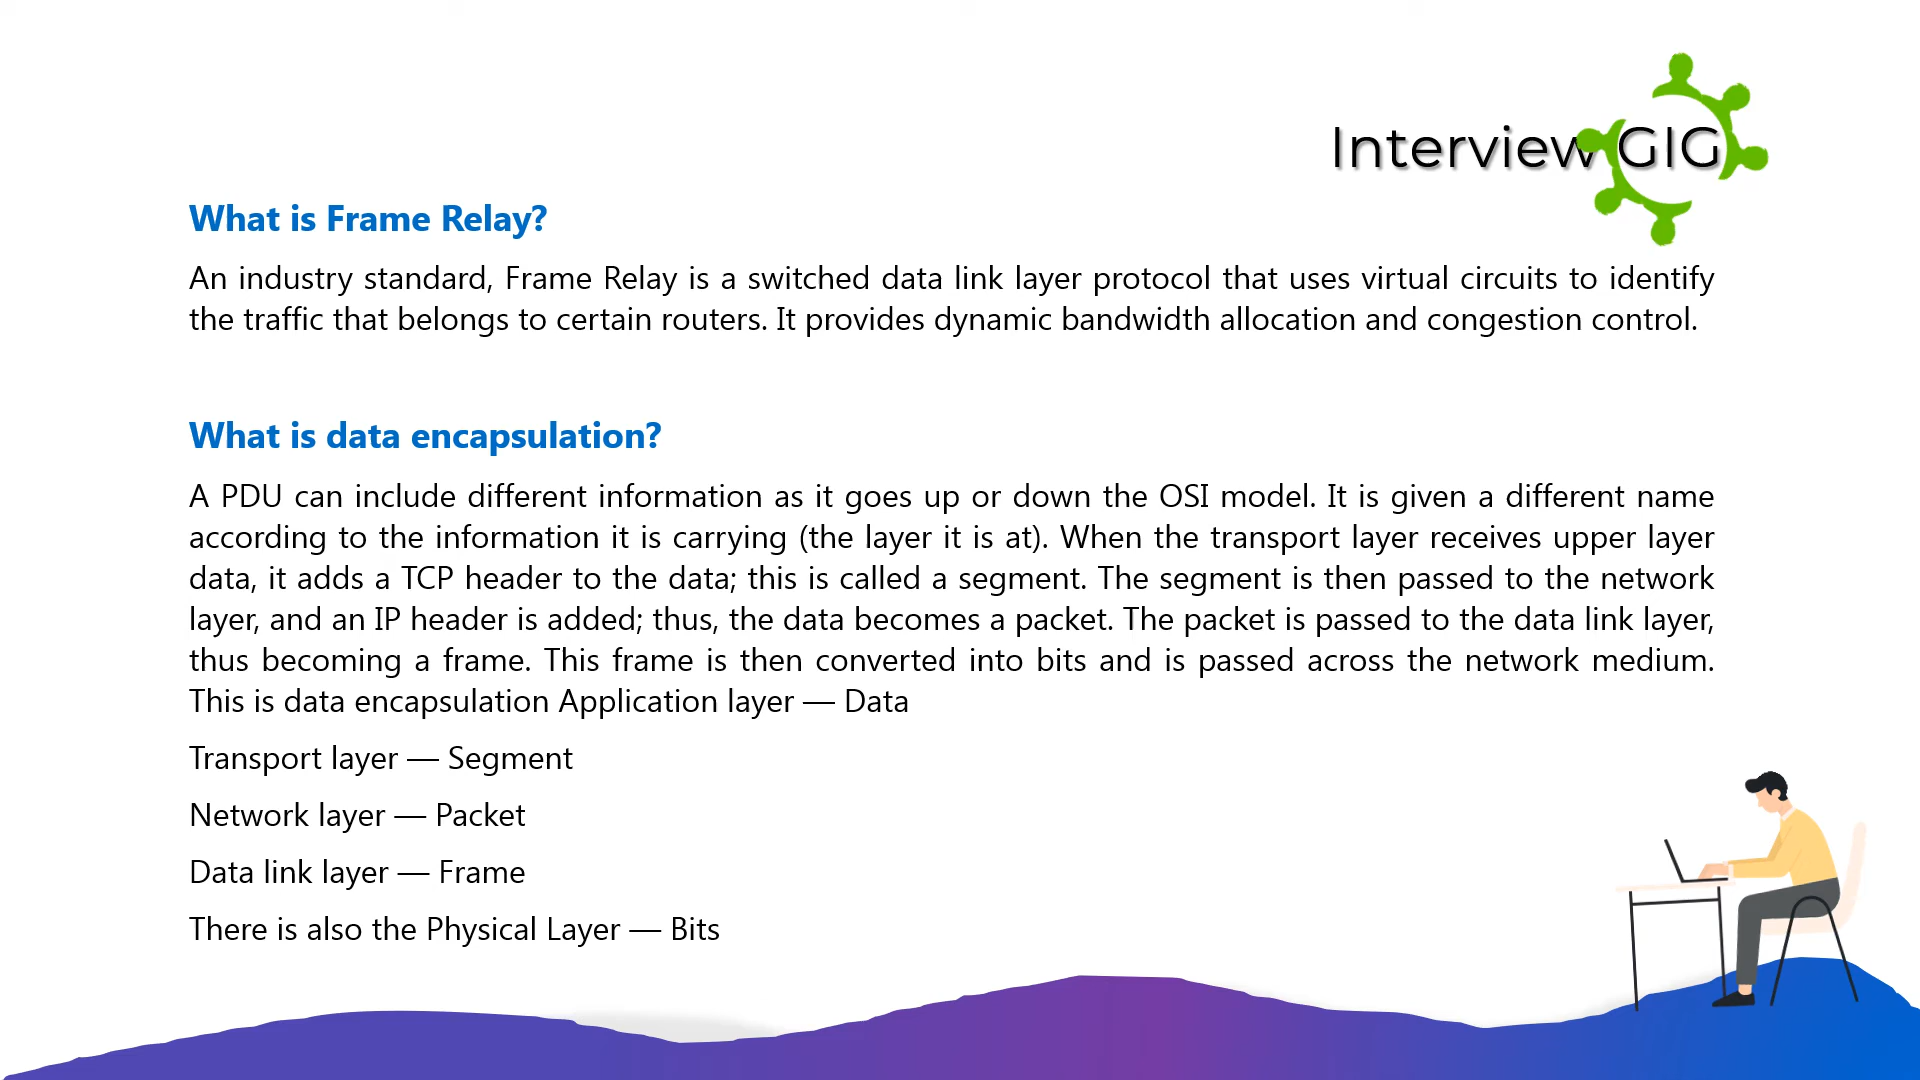 Interview GIG
What is Frame Relay?
An industry standard, Frame Relay is a switched data link layer protocol that uses virtual circuits to identify
the traffic that belongs to certain routers. It provides dynamic bandwidth allocation and congestion control.
What is data encapsulation?
A PDU can include different information as it goes up or down the OSI model. It is given a different name
according to the information it is carrying (the layer it is at). When the transport layer receives upper layer
data, it adds a TCP header to the data; this is called a segment. The segment is then passed to the network
layer, and an IP header is added; thus, the data becomes a packet. The packet is passed to the data link layer,
thus becoming a frame. This frame is then converted into bits and is passed across the network medium.
This is data encapsulation Application layer — Data
Transport layer — Segment
Network layer — Packet
Data link layer — Frame
There is also the Physical Layer — Bits